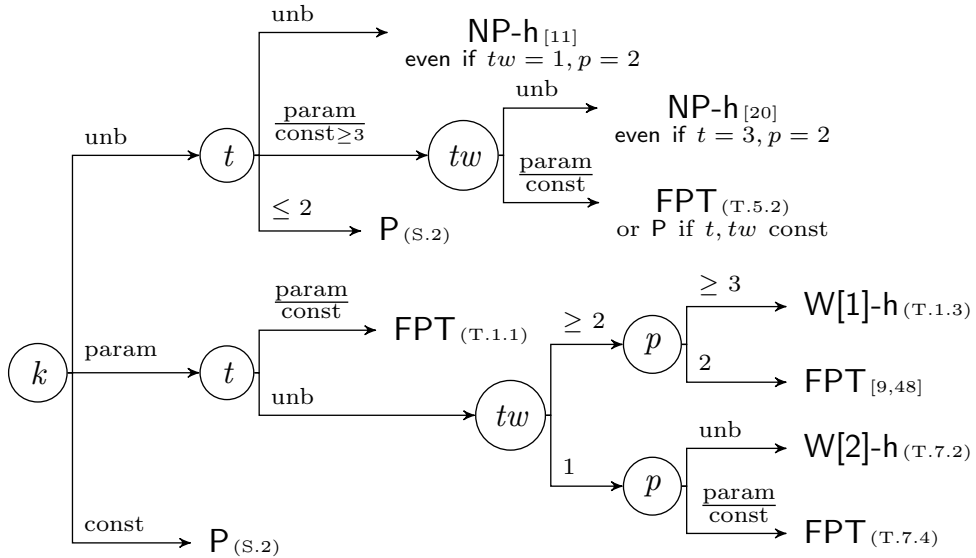 unb
NP-h [11]
even if tw = 1, p = 2
unb
param
const≥3
t
tw
unb
NP-h [20]
even if t = 3, p = 2
param
const
FPT (T.5.2)
or P if t, tw const
≤ 2
P (S.2)
k
param
t
param
const
FPT (T.1.1)
unb
tw
≥ 2
p
≥ 3
W[1]-h (T.1.3)
2
FPT [9,48]
1
p
unb
W[2]-h (T.7.2)
param
const
FPT (T.7.4)
const
P (S.2)